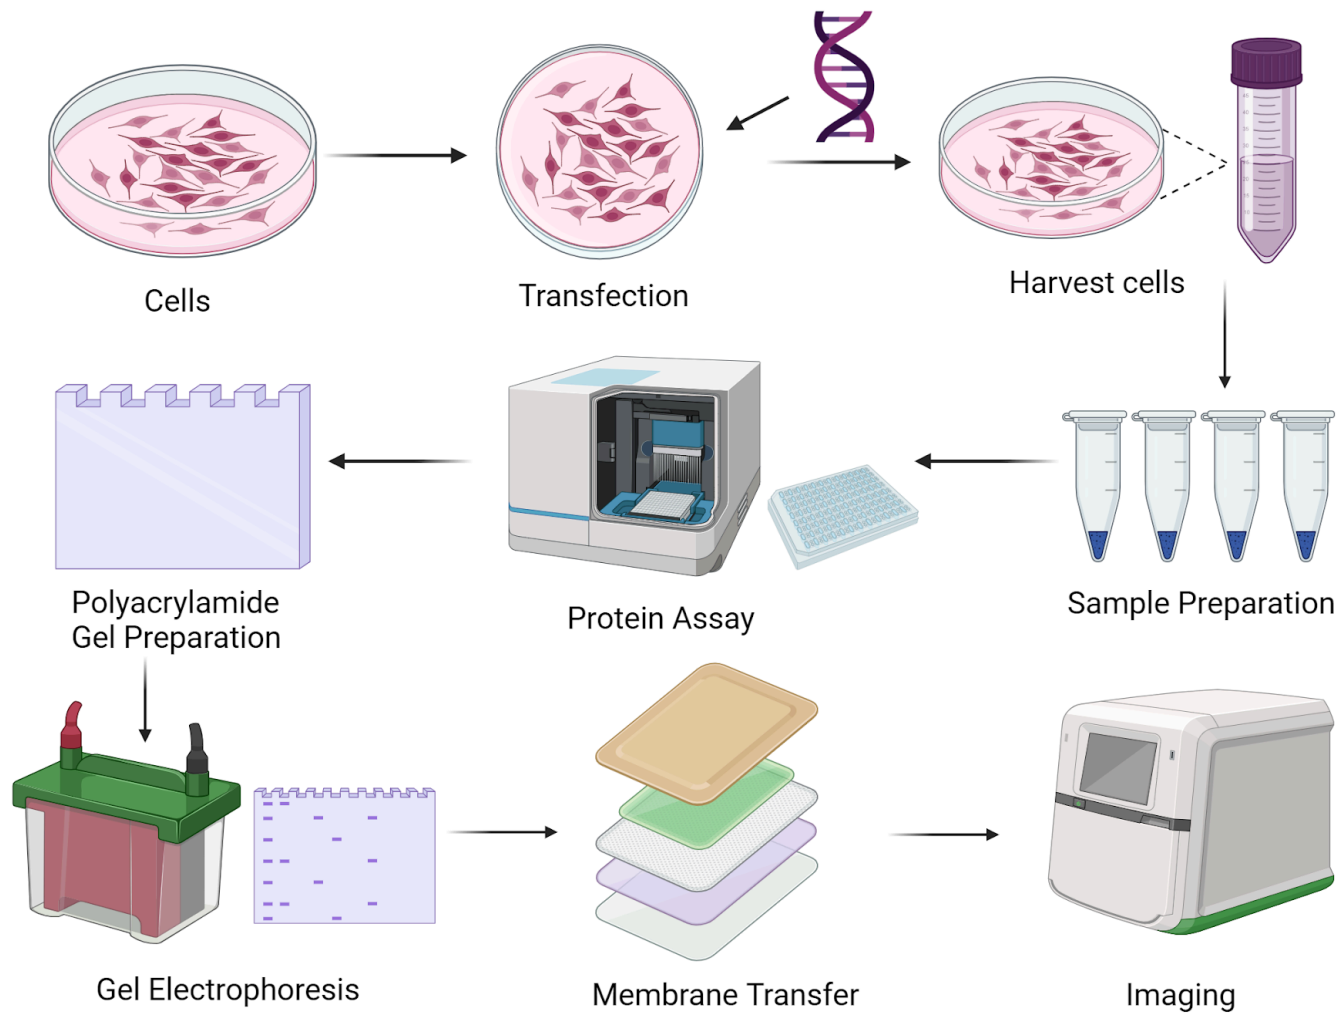 Cells
Transfection
Harvest cells
Sample Preparation
Protein Assay
Polyacrylamide
Gel Preparation
Gel Electrophoresis
Membrane Transfer
Imaging